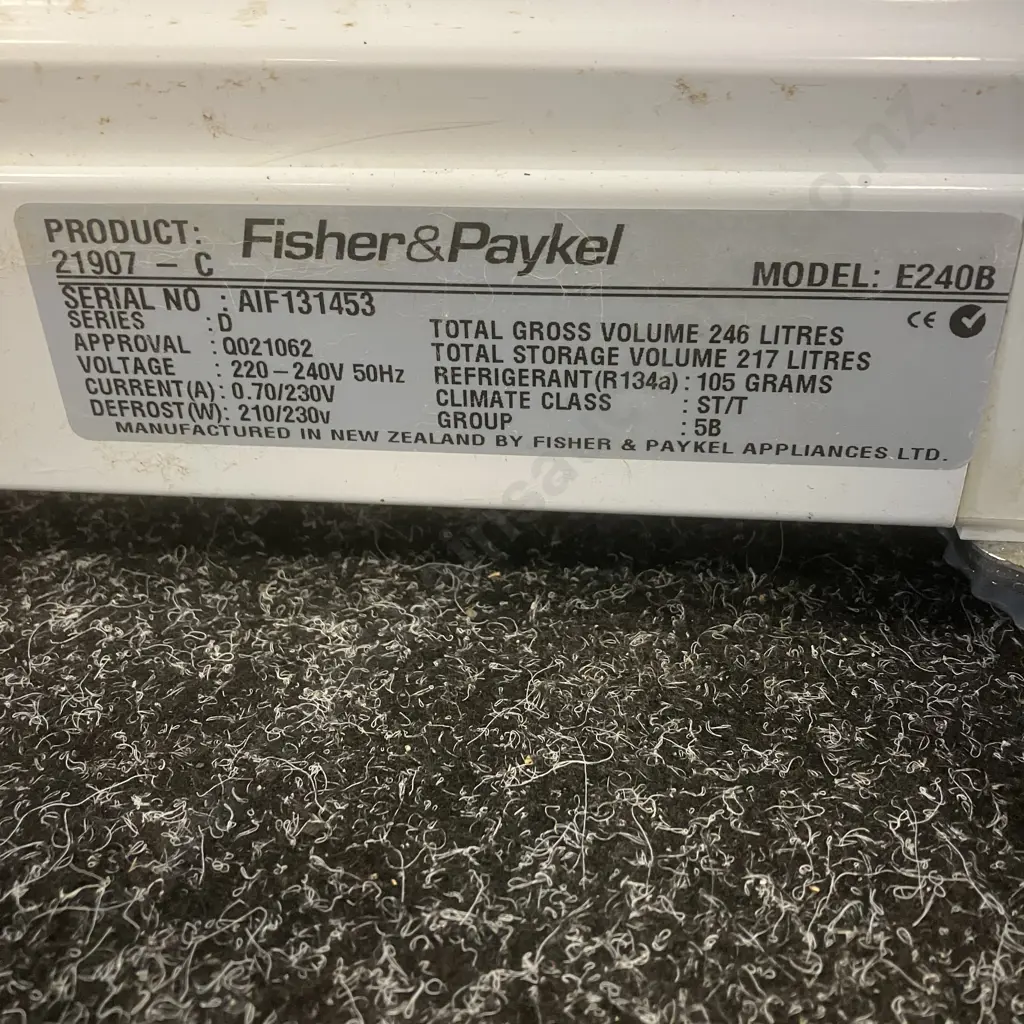 PRODUCT: Fisher&Paykel
21907 - C
MODEL: E240B
SERIAL NO : AIF131453
SERIES : D
APPROVAL : Q021062
VOLTAGE : 220-240V 50Hz
CURRENT(A): 0.70/230V
DEFROST(W): 210/230v
CE
TOTAL GROSS VOLUME 246 LITRES
TOTAL STORAGE VOLUME 217 LITRES
REFRIGERANT(R134a): 105 GRAMS
CLIMATE CLASS : ST/T
GROUP : 5B
MANUFACTURED IN NEW ZEALAND BY FISHER & PAYKEL APPLIANCES LTD.